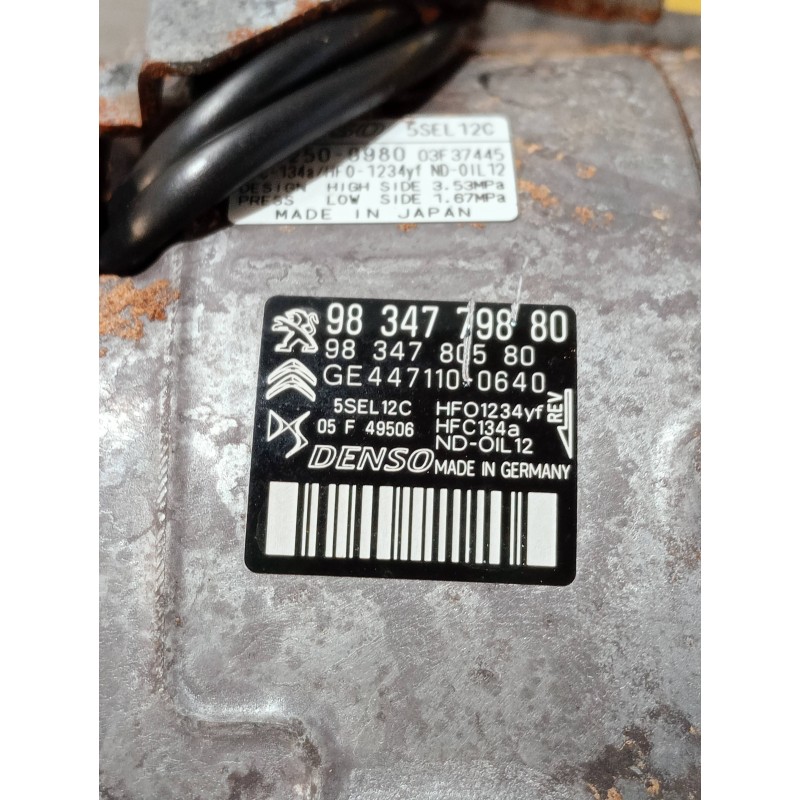 5SEL12C
50-8980 03F37445
-134a/HFO-1234yf ND-OIL12
DESIGN HIGH SIDE 3.53MPa
PRESS LOW SIDE 1.67MPa
MADE IN JAPAN
98 347 798 80
98 347 805 80
GE447110-0640
5SEL12C HFO1234yf
05 F 49506 HFC134a
ND-OIL12
REV
DENSO MADE IN GERMANY